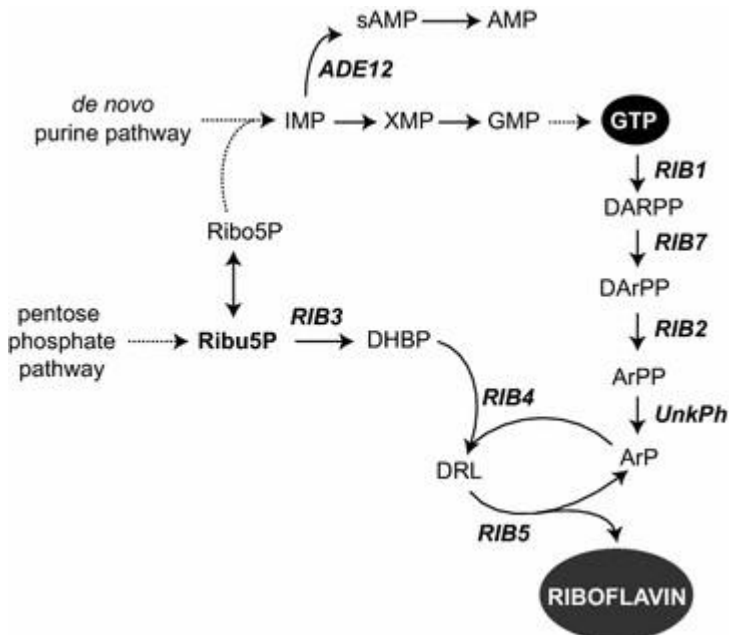 sAMP AMP
ADE12
de novo
purine pathway
IMP XMP GMP GTP
RIB1
DARPP
Ribo5P
RIB7
DArPP
pentose
phosphate
pathway
Ribu5P RIB3 DHBP
RIB2
ArPP
RIB4
UnkPh
DRL
ArP
RIB5
RIBOFLAVIN